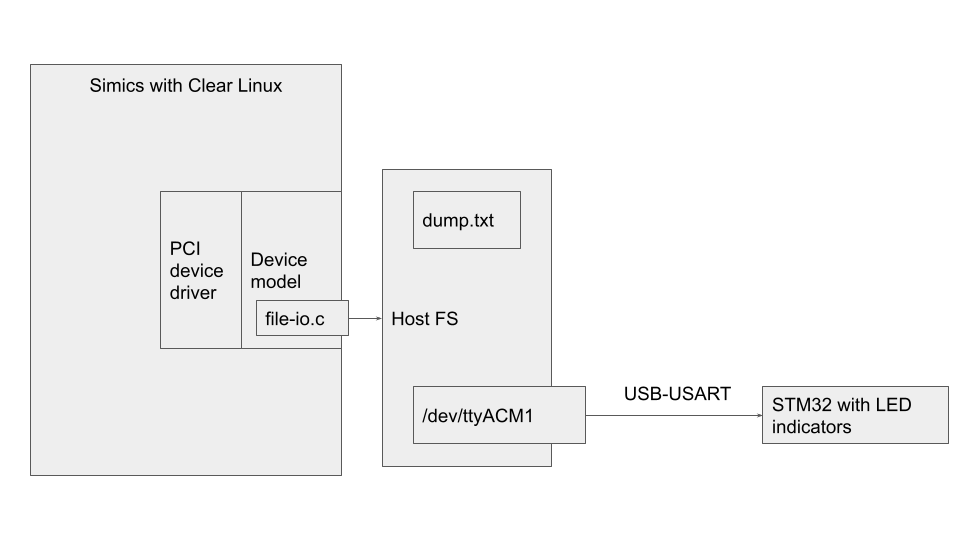 Simics with Clear Linux
PCI
device
driver
Device
model
file-io.c
dump.txt
Host FS
/dev/ttyACM1
USB-USART
STM32 with LED
indicators